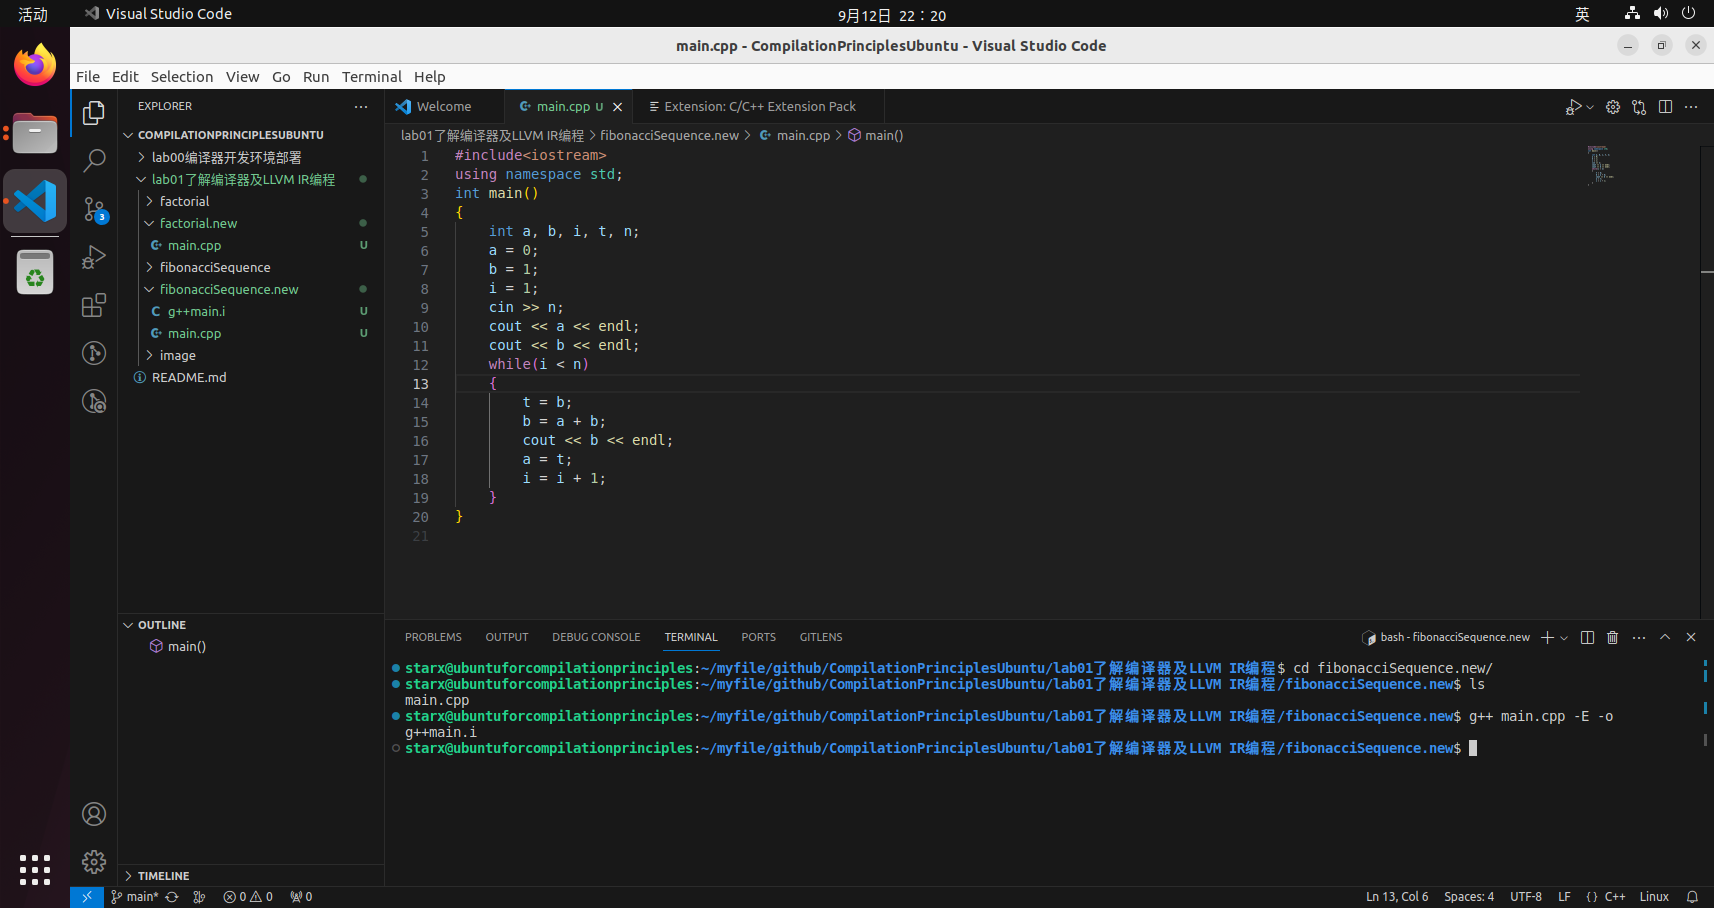 活动
Visual Studio Code
9月12日 22：20
英
main.cpp - CompilationPrinciplesUbuntu - Visual Studio Code
File Edit Selection View Go Run Terminal Help
EXPLORER
COMPILATIONPRINCIPLESUBUNTU
lab00编译器开发环境部署
lab01了解编译器及LLVM IR编程
factorial
factorial.new
main.cpp U
fibonacciSequence
fibonacciSequence.new
g++main.i U
main.cpp U
image
README.md
OUTLINE
main()
TIMELINE
3
Welcome
main.cpp U
Extension: C/C++ Extension Pack
lab01了解编译器及LLVM IR编程 > fibonacciSequence.new > main.cpp > main()
1 #include<iostream>
2 using namespace std;
3 int main()
4 {
5 int a, b, i, t, n;
6 a = 0;
7 b = 1;
8 i = 1;
9 cin >> n;
10 cout << a << endl;
11 cout << b << endl;
12 while(i < n)
13 {
14 t = b;
15 b = a + b;
16 cout << b << endl;
17 a = t;
18 i = i + 1;
19 }
20 }
21
PROBLEMS OUTPUT DEBUG CONSOLE TERMINAL PORTS GITLENS
bash - fibonacciSequence.new
starx@ubuntuforcompilationprinciples:~/myfile/github/CompilationPrinciplesUbuntu/lab01了解编译器及LLVM IR编程$ cd fibonacciSequence.new/
starx@ubuntuforcompilationprinciples:~/myfile/github/CompilationPrinciplesUbuntu/lab01了解编译器及LLVM IR编程/fibonacciSequence.new$ ls
main.cpp
starx@ubuntuforcompilationprinciples:~/myfile/github/CompilationPrinciplesUbuntu/lab01了解编译器及LLVM IR编程/fibonacciSequence.new$ g++ main.cpp -E -o
g++main.i
starx@ubuntuforcompilationprinciples:~/myfile/github/CompilationPrinciplesUbuntu/lab01了解编译器及LLVM IR编程/fibonacciSequence.new$
main* 0 0 0
Ln 13, Col 6 Spaces: 4 UTF-8 LF {} C++ Linux